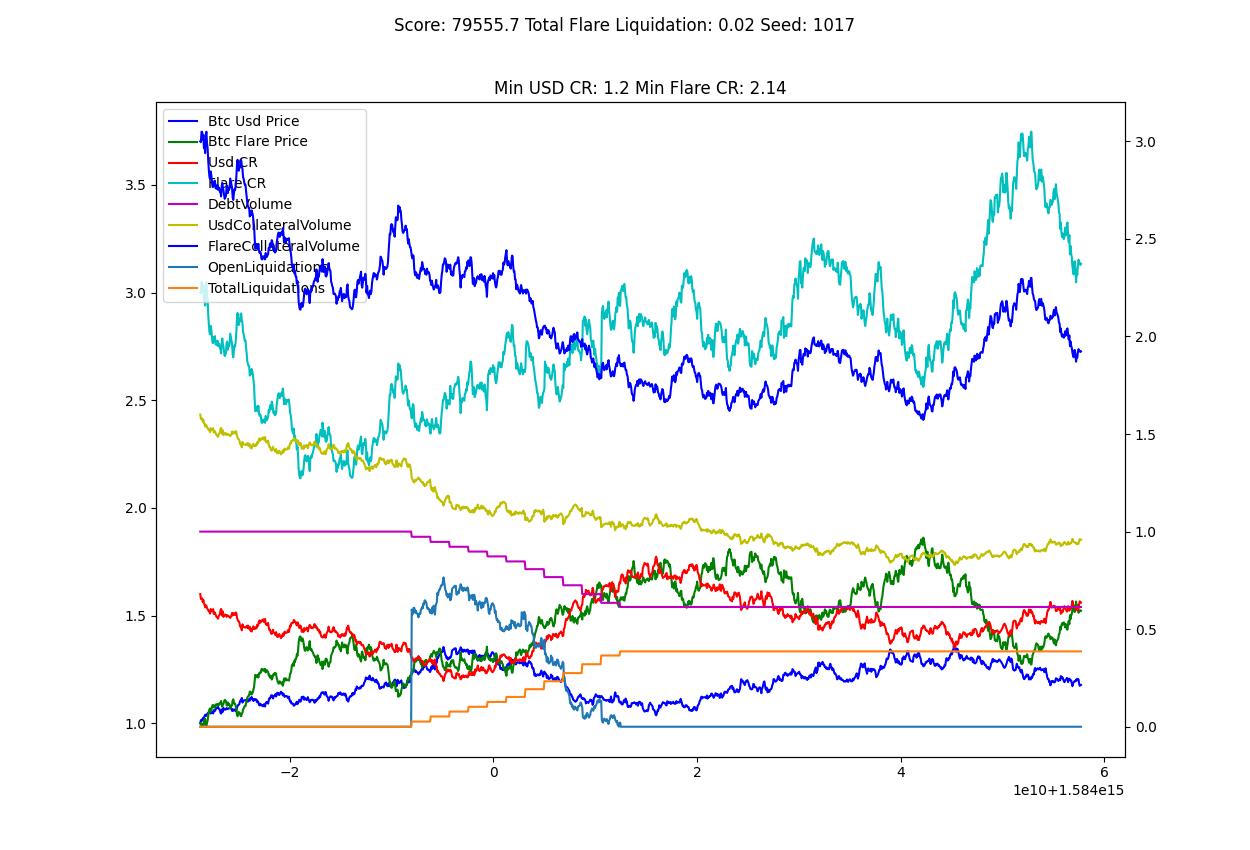 Score: 79555.7 Total Flare Liquidation: 0.02 Seed: 1017
Min USD CR: 1.2 Min Flare CR: 2.14
Btc Usd Price
Btc Flare Price
Usd CR
Flare CR
DebtVolume
UsdCollateralVolume
FlareCollateralVolume
OpenLiquidations
TotalLiquidations
3.5
3.0
2.5
2.0
1.5
1.0
3.0
2.5
2.0
1.5
1.0
0.5
0.0
−2
0
2
4
6
1e10+1.584e15